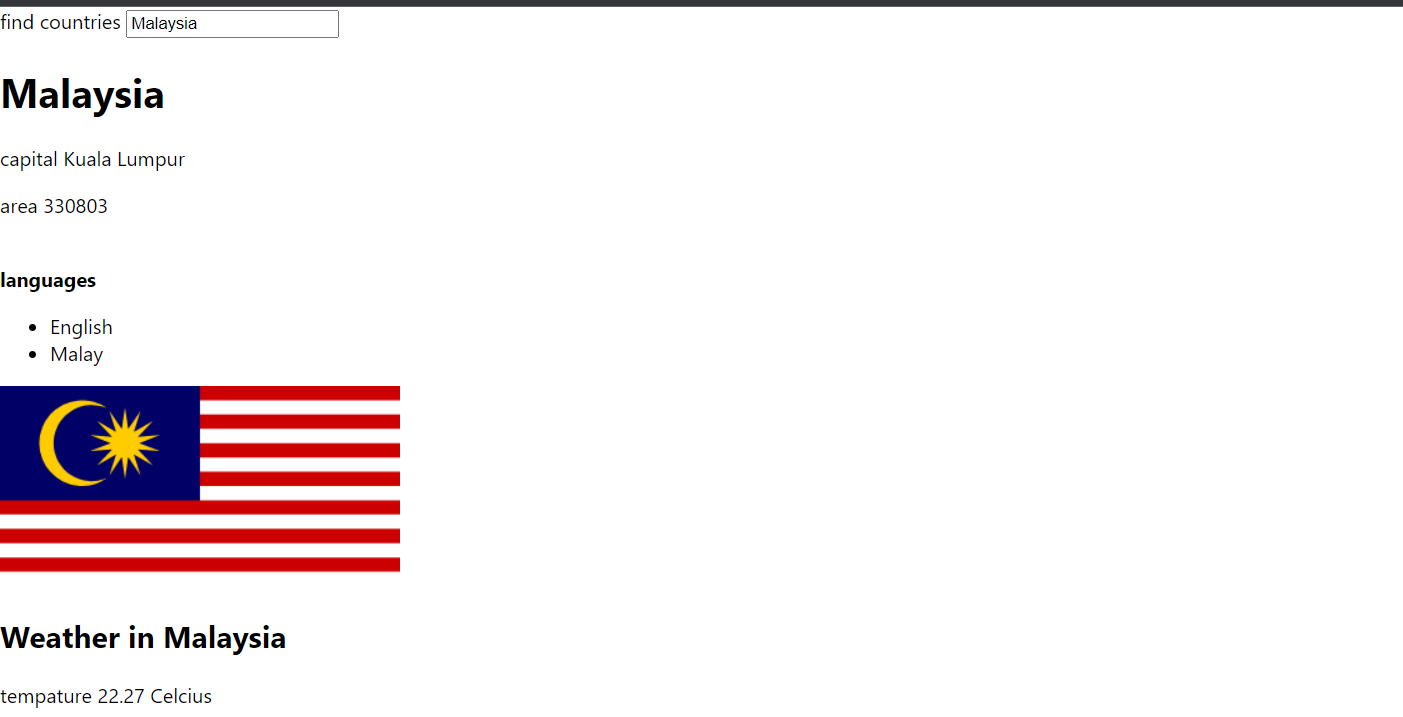 find countries Malaysia
Malaysia
capital Kuala Lumpur
area 330803
languages
English
Malay
Weather in Malaysia
tempature 22.27 Celcius